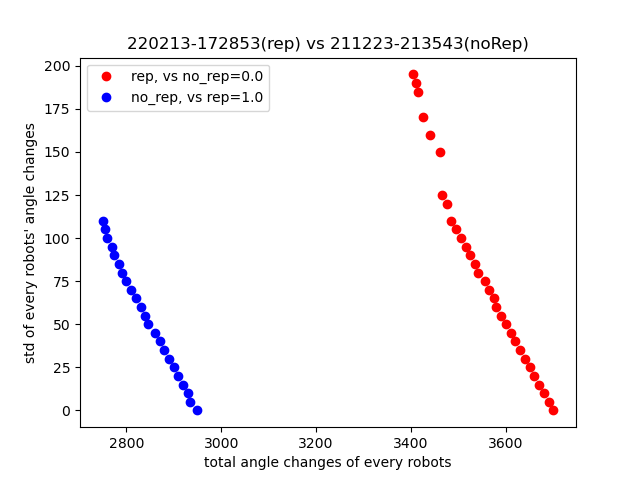 220213-172853(rep) vs 211223-213543(noRep)
rep, vs no_rep=0.0
no_rep, vs rep=1.0
std of every robots' angle changes
200
175
150
125
100
75
50
25
0
2800 3000 3200 3400 3600
total angle changes of every robots